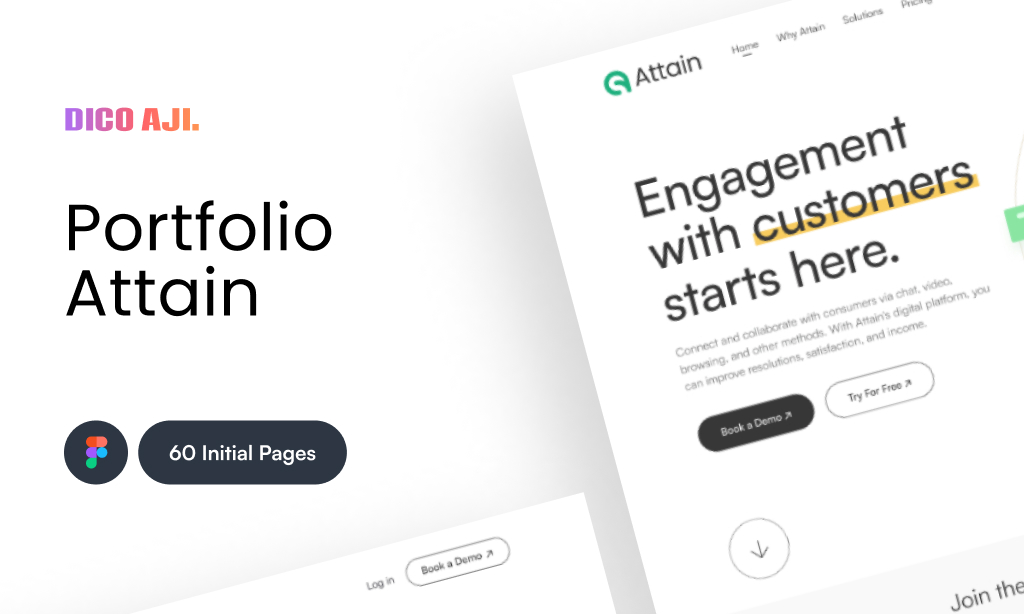 DICO AJI.
Portfolio
Attain
60 Initial Pages
Attain
Home
Why Attain
Solutions
Pricing
Engagement
with customers
starts here.
Connect and collaborate with consumers via chat, video,
browsing, and other methods. With Attain's digital platform, you
can improve resolutions, satisfaction, and income.
Book a Demo
Try For Free
Join the
Log in
Book a Demo